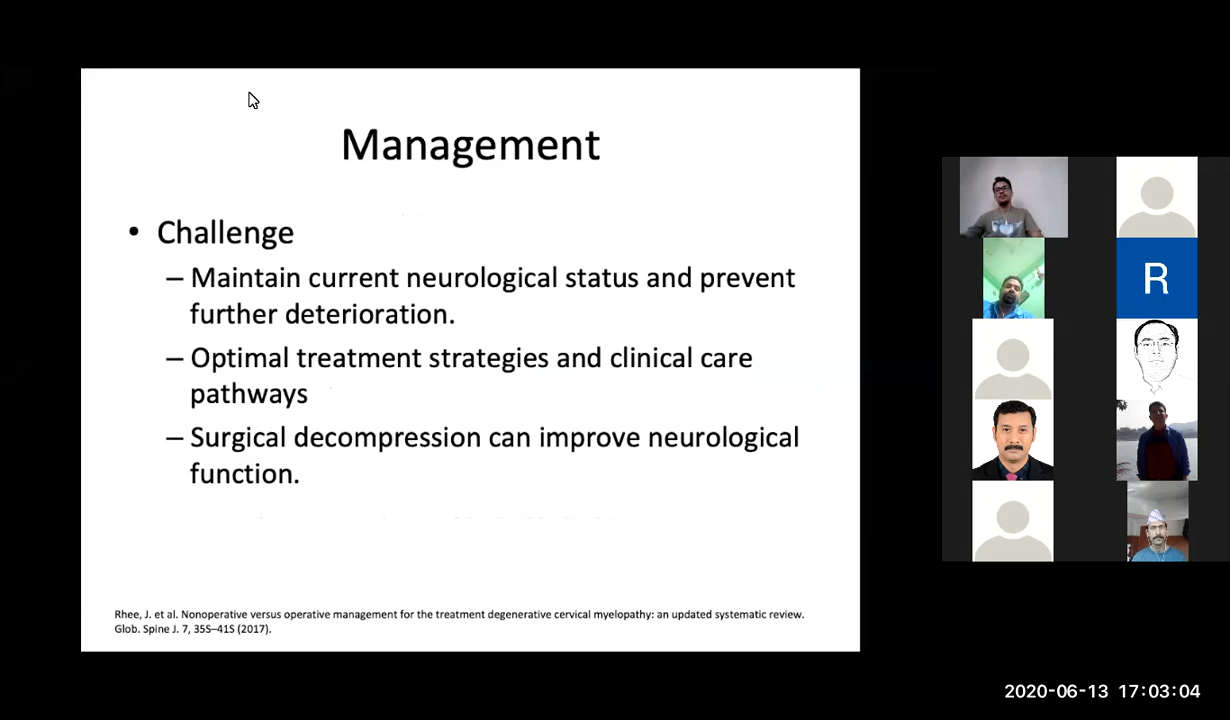 Management
• Challenge
– Maintain current neurological status and prevent
further deterioration.
– Optimal treatment strategies and clinical care
pathways
– Surgical decompression can improve neurological
function.
Rhee, J. et al. Nonoperative versus operative management for the treatment degenerative cervical myelopathy: an updated systematic review.
Glob. Spine J. 7, 35S–41S (2017).
R
2020-06-13 17:03:04